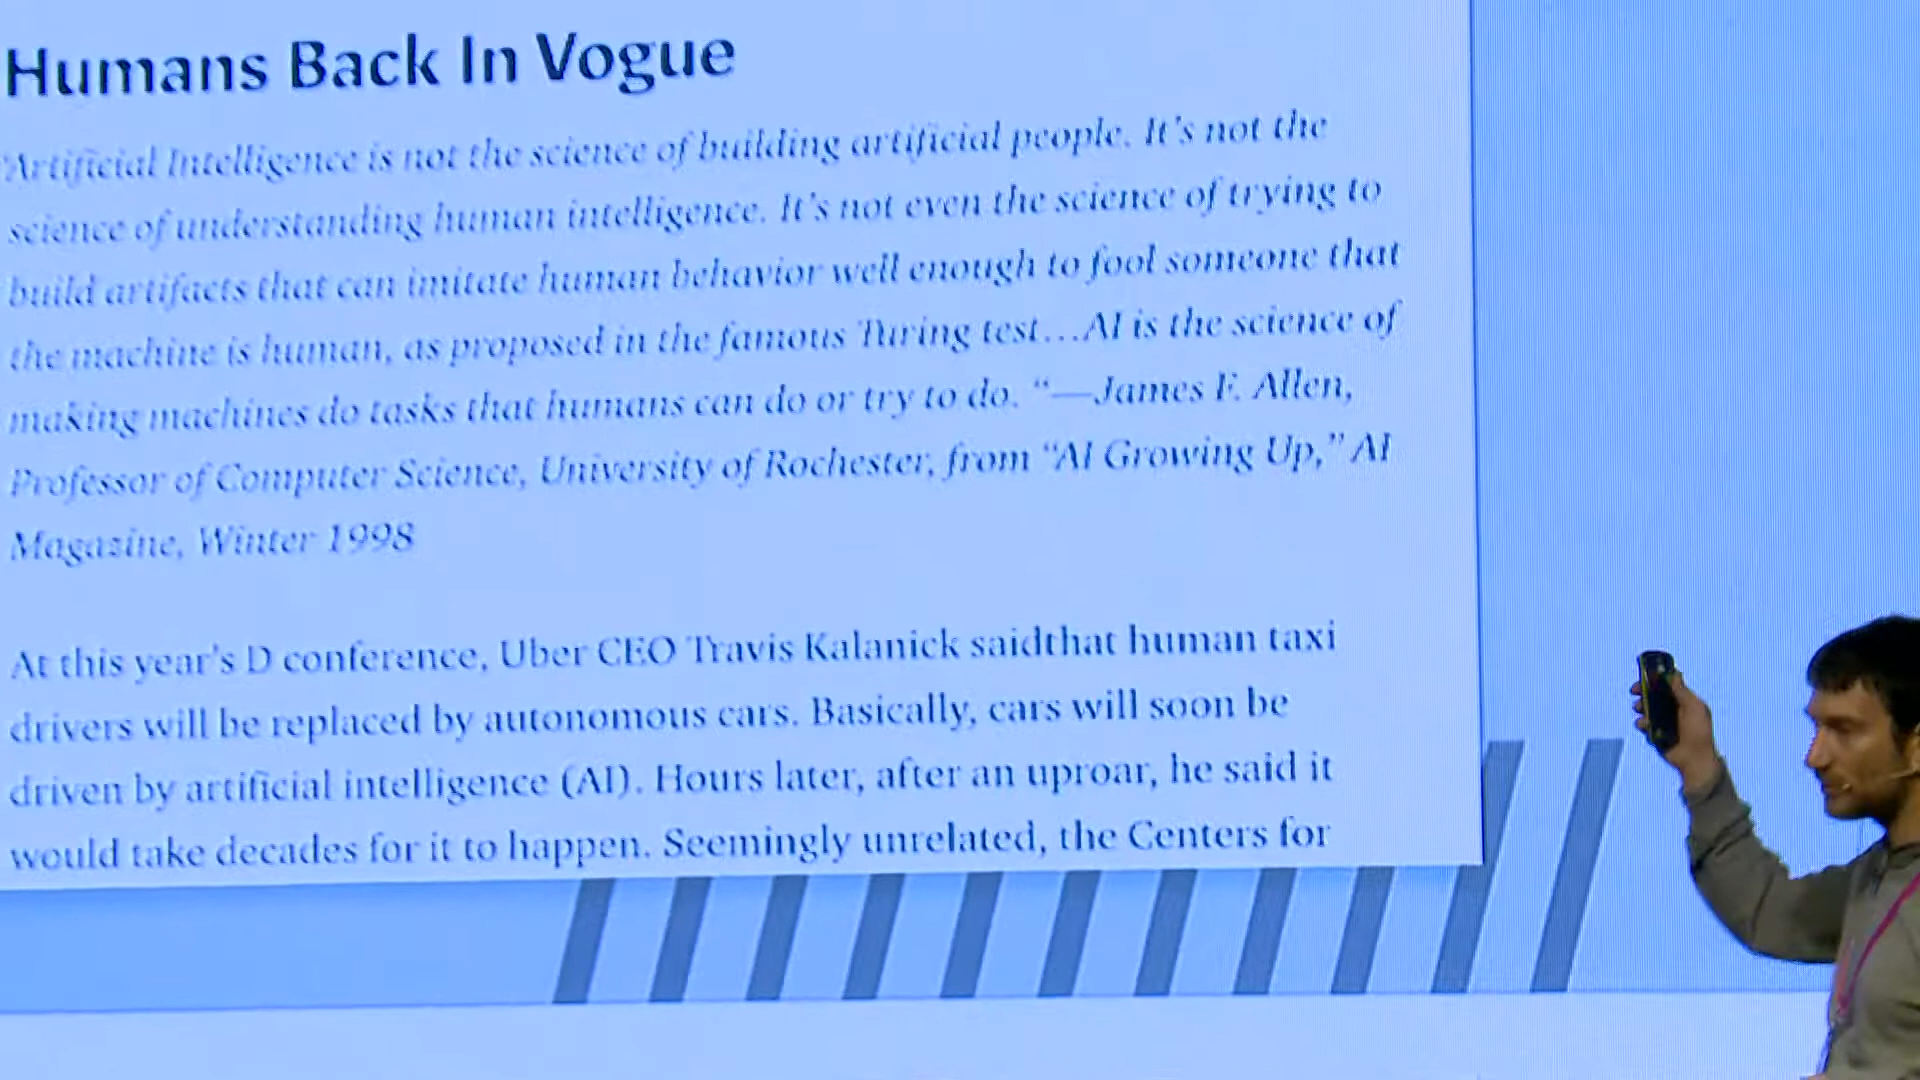 Humans Back In Vogue
"Artificial Intelligence is not the science of building artificial people. It's not the
science of understanding human intelligence. It's not even the science of trying to
build artifacts that can imitate human behavior well enough to fool someone that
the machine is human, as proposed in the famous Turing test…AI is the science of
making machines do tasks that humans can do or try to do. “—James F. Allen,
Professor of Computer Science, University of Rochester, from “AI Growing Up,” AI
Magazine, Winter 1998
At this year's D conference, Uber CEO Travis Kalanick saidthat human taxi
drivers will be replaced by autonomous cars. Basically, cars will soon be
driven by artificial intelligence (AI). Hours later, after an uproar, he said it
would take decades for it to happen. Seemingly unrelated, the Centers for